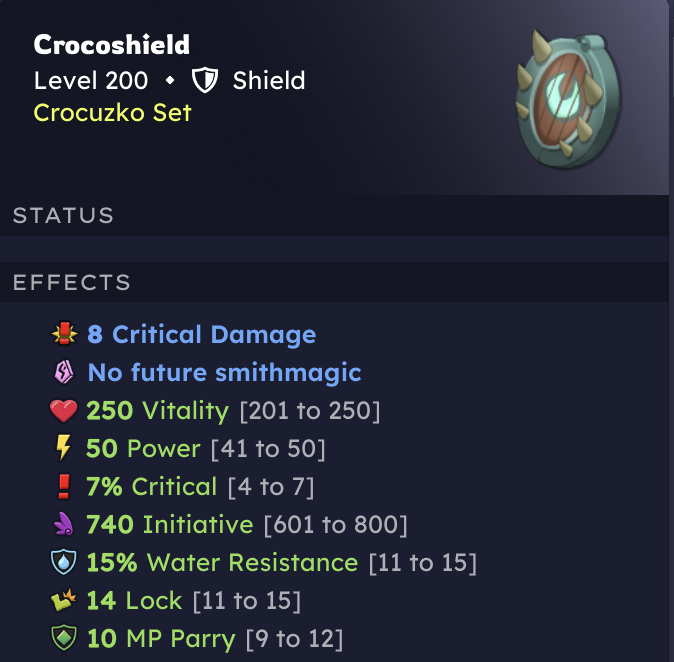 Crocoshield
Level 200 • Shield
Crocuzko Set
STATUS
EFFECTS
8 Critical Damage
No future smithmagic
250 Vitality [201 to 250]
50 Power [41 to 50]
7% Critical [4 to 7]
740 Initiative [601 to 800]
15% Water Resistance [11 to 15]
14 Lock [11 to 15]
10 MP Parry [9 to 12]